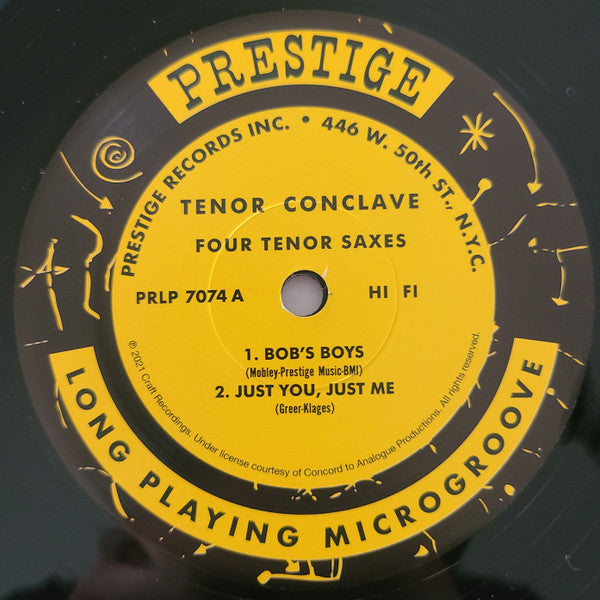 PRESTIGE
PRESTIGE RECORDS INC. • 446 W. 50th ST., N.Y.C.
TENOR CONCLAVE
FOUR TENOR SAXES
PRLP 7074 A HI FI
1. BOB'S BOYS
(Mobley-Prestige Music-BMI)
2. JUST YOU, JUST ME
(Greer-Klages)
℗ 2021 Craft Recordings. Under license courtesy of Concord to Analogue Productions. All rights reserved.
LONG PLAYING MICROGROOVE